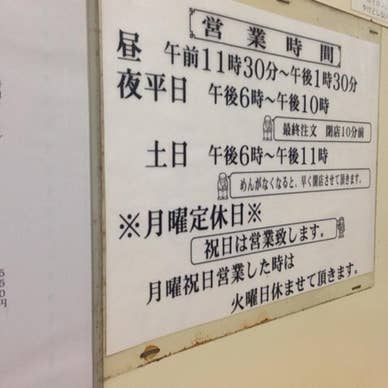 営業時間
昼 午前11時30分～午後1時30分
夜平日 午後6時～午後10時
最終注文 閉店10分前
土日 午後6時～午後11時
めんがなくなると、早く閉店させて頂きます。
※月曜定休日※
祝日は営業致します。
月曜祝日営業した時は
火曜日休ませて頂きます。